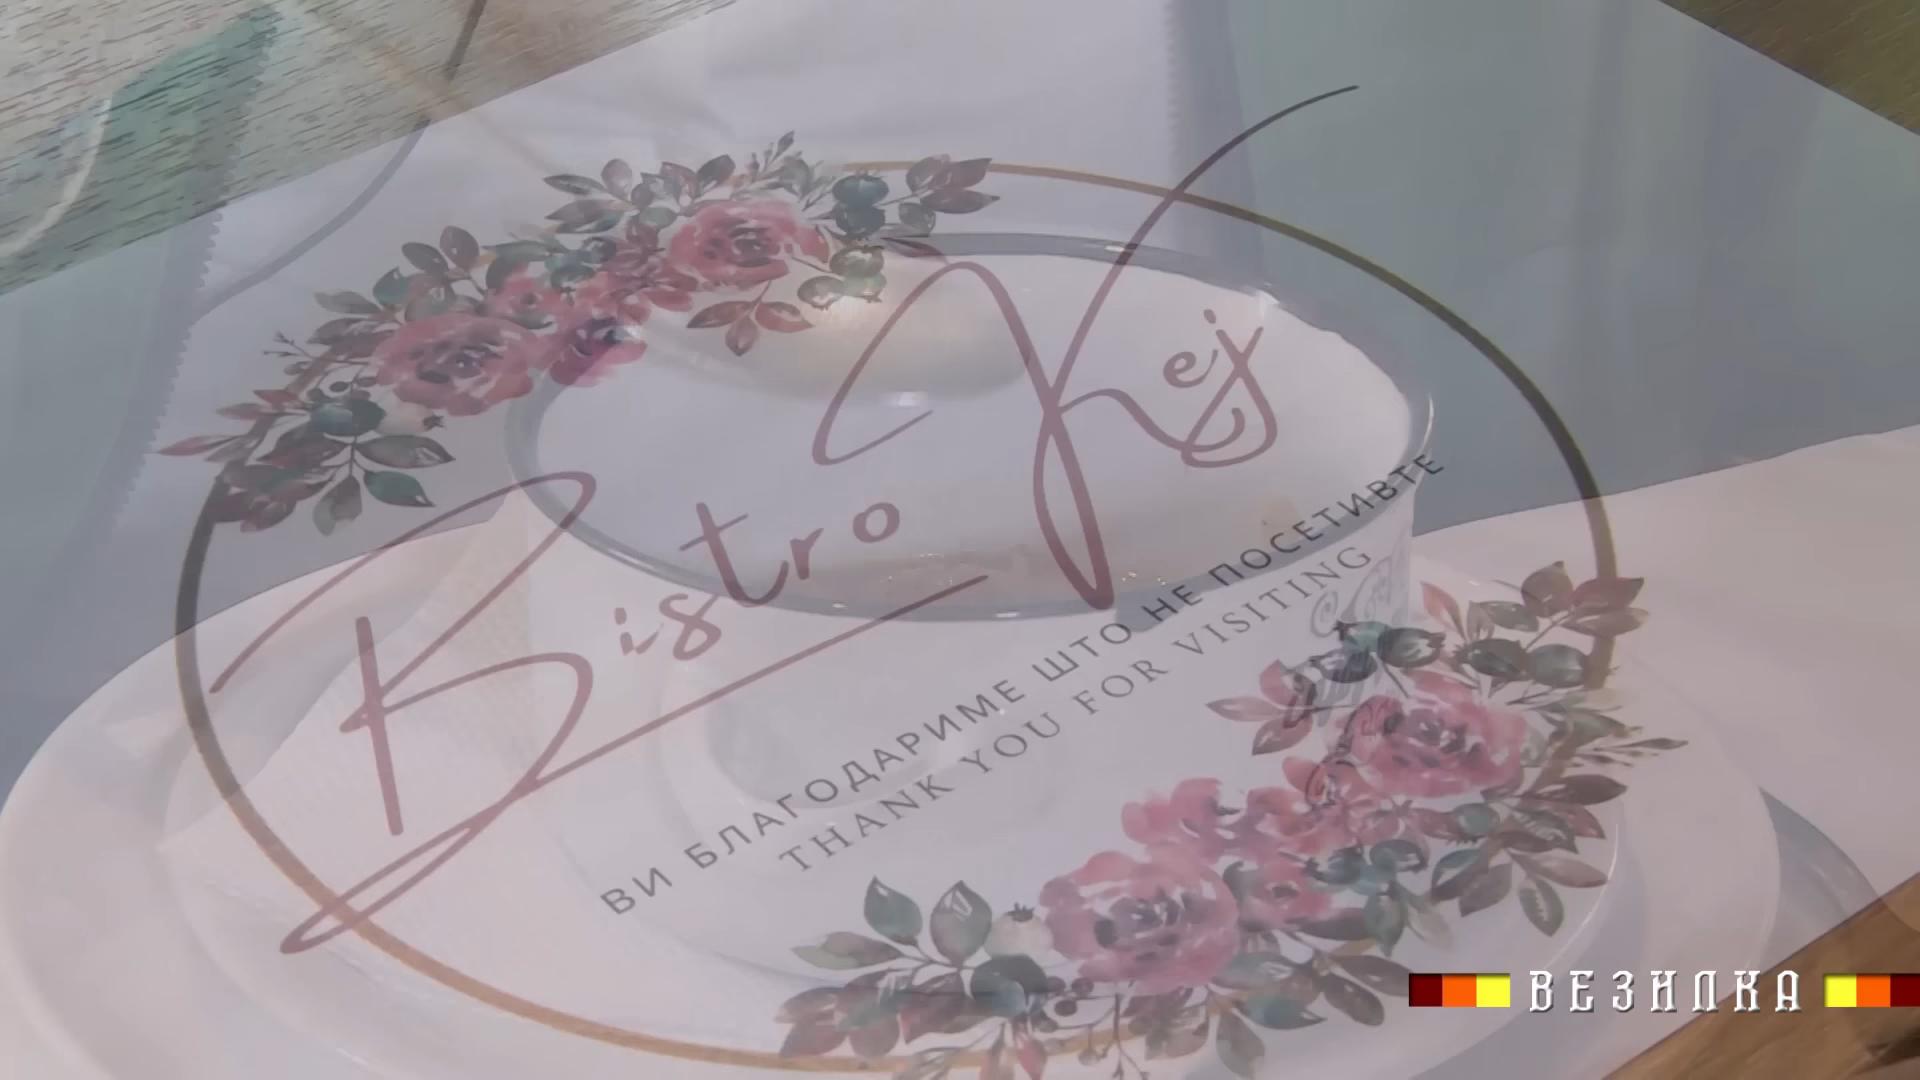 Bistro Kej
ВИ БЛАГОДАРИМЕ ШТО НЕ ПОСЕТИВТЕ
THANK YOU FOR VISITING
ВЕЗИЛКА